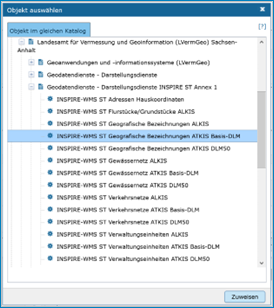 Objekt auswählen
Objekt im gleichen Katalog
[?]
Landesamt für Vermessung und Geoinformation (LVermGeo) Sachsen-
Anhalt
Geoanwendungen und -informationssysteme (LVermGeo)
Geodatendienste - Darstellungsdienste
Geodatendienste - Darstellungsdienste INSPIRE ST Annex 1
INSPIRE-WMS ST Adressen Hauskoordinaten
INSPIRE-WMS ST Flurstücke/Grundstücke ALKIS
INSPIRE-WMS ST Geografische Bezeichnungen ALKIS
INSPIRE-WMS ST Geografische Bezeichnungen ATKIS Basis-DLM
INSPIRE-WMS ST Geografische Bezeichnungen ATKIS DLM50
INSPIRE-WMS ST Gewässernetz ALKIS
INSPIRE-WMS ST Gewässernetz ATKIS Basis-DLM
INSPIRE-WMS ST Gewässernetz ATKIS DLM50
INSPIRE-WMS ST Verkehrsnetze ALKIS
INSPIRE-WMS ST Verkehrsnetze ATKIS Basis-DLM
INSPIRE-WMS ST Verkehrsnetze ATKIS DLM50
INSPIRE-WMS ST Verwaltungseinheiten ALKIS
INSPIRE-WMS ST Verwaltungseinheiten ATKIS Basis-DLM
INSPIRE-WMS ST Verwaltungseinheiten ATKIS DLM50
Zuweisen